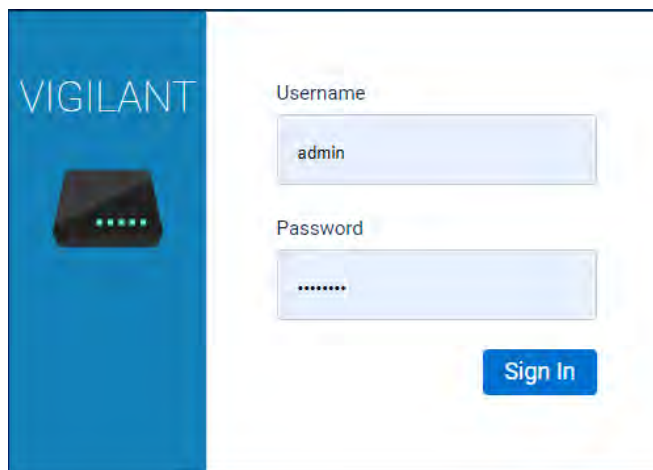 VIGILANT
Username
admin
Password
••••••••
Sign In